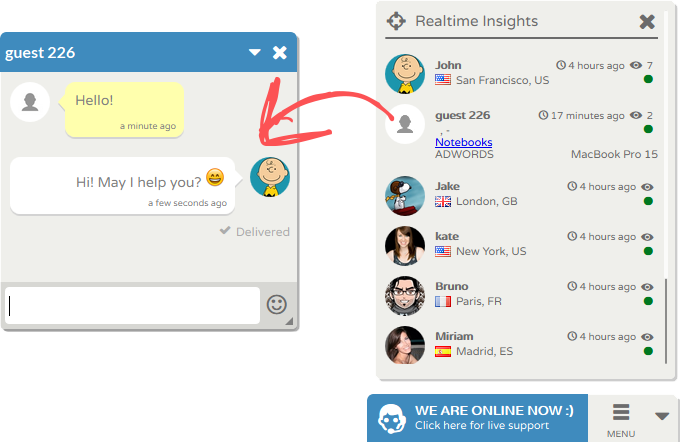 guest 226
Hello!
a minute ago
Hi! May I help you?
a few seconds ago
Delivered
Realtime Insights
John
4 hours ago 7
San Francisco, US
guest 226
17 minutes ago 2
, -
Notebooks
ADWORDS MacBook Pro 15
Jake
4 hours ago
London, GB
kate
4 hours ago
New York, US
Bruno
4 hours ago
Paris, FR
Miriam
4 hours ago
Madrid, ES
WE ARE ONLINE NOW :)
Click here for live support
MENU